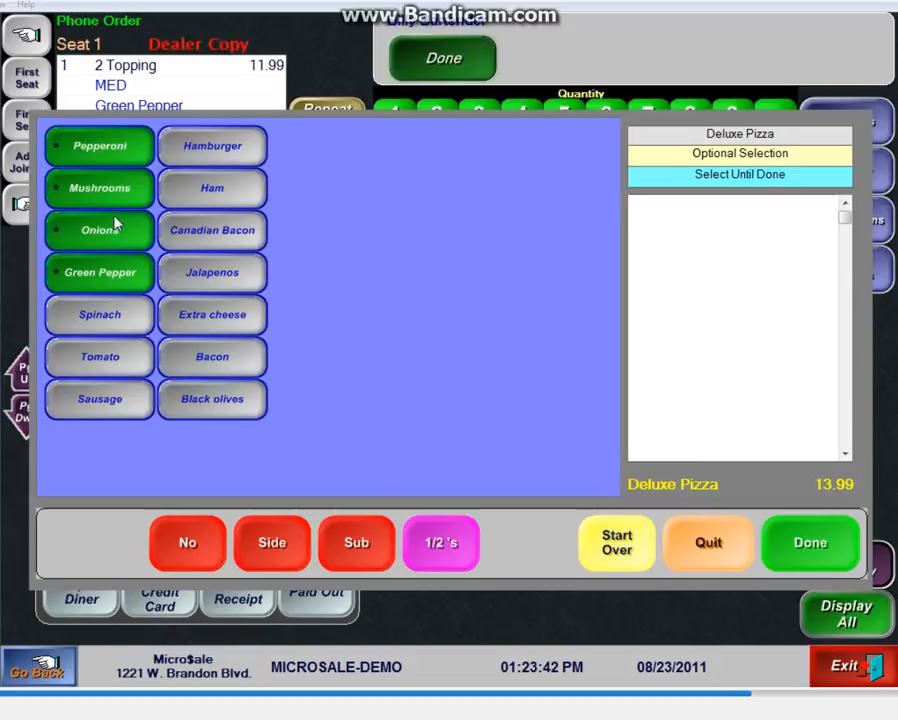 Help
www.Bandicam.com
Phone Order
Seat 1
Dealer Copy
Done
First
Seat
1 2 Topping 11.99
MED
Green Pepper
Repeat
Quantity
Pepperoni
Hamburger
Mushrooms
Ham
Onions
Canadian Bacon
Green Pepper
Jalapenos
Spinach
Extra cheese
Tomato
Bacon
Sausage
Black olives
Deluxe Pizza
Optional Selection
Select Until Done
Deluxe Pizza 13.99
No
Side
Sub
1/2 's
Start
Over
Quit
Done
Diner
Credit
Card
Receipt
Paid Out
Display
All
Go Back
Micro$ale
1221 W. Brandon Blvd.
MICROSALE-DEMO
01:23:42 PM
08/23/2011
Exit